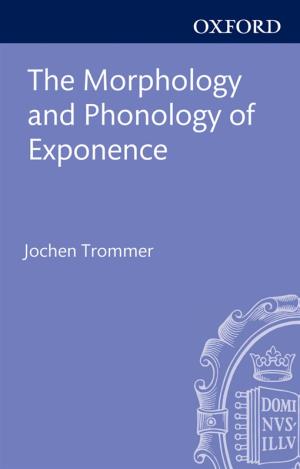 OXFORD
The Morphology
and Phonology of
Exponence
Jochen Trommer
DOMI
NVS·
ILLV